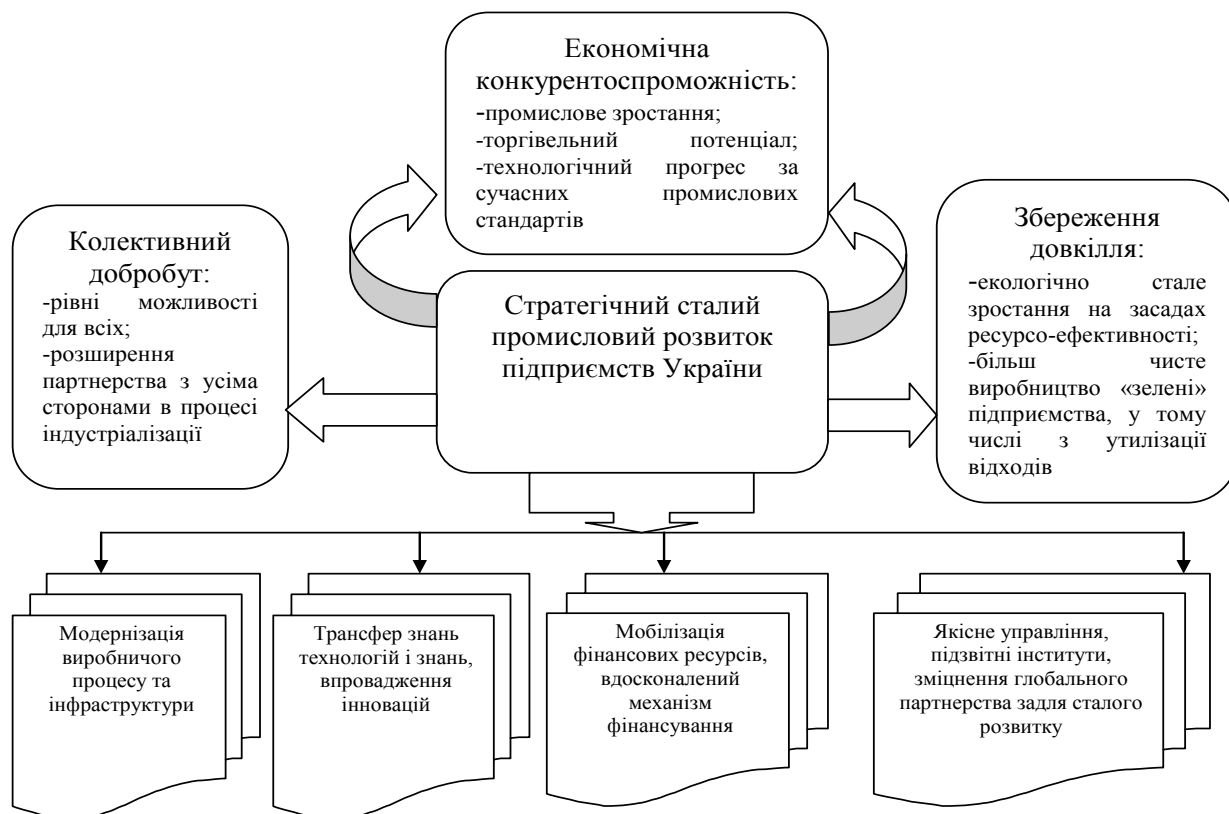 Економічна
конкурентоспроможність:
-промислове зростання;
-торгівельний потенціал;
-технологічний прогрес за
сучасних промислових
стандартів
Колективний
добробут:
-рівні можливості
для всіх;
-розширення
партнерства з усіма
сторонами в процесі
індустріалізації
Стратегічний сталий
промисловий розвиток
підприємств України
Збереження
довкілля:
-екологічно стале
зростання на засадах
ресурсо-ефективності;
-більш чисте
виробництво «зелені»
підприємства, у тому
числі з утилізації
відходів
Модернізація
виробничого
процесу та
інфраструктури
Трансфер знань
технологій і знань,
впровадження
інновацій
Мобілізація
фінансових ресурсів,
вдосконалений
механізм
фінансування
Якісне управління,
підзвітні інститути,
зміцнення глобального
партнерства задля сталого
розвитку